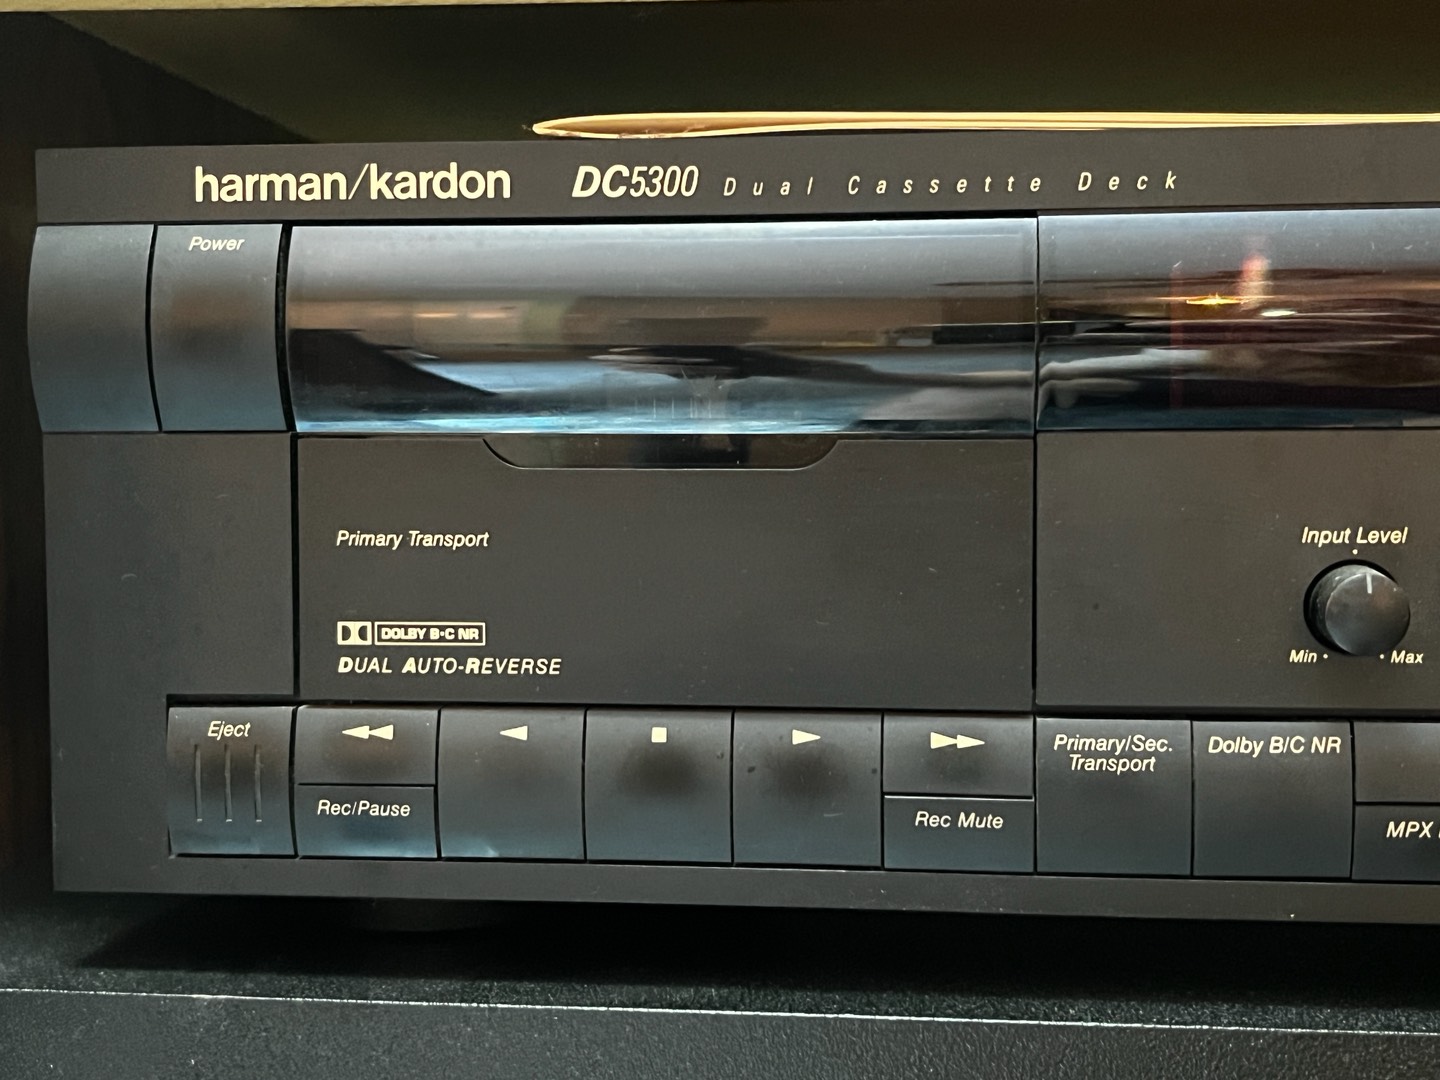 harman/kardon DC5300 Dual Cassette Deck
Power
Primary Transport
Input Level
Min Max
DOLBY B·C NR
DUAL AUTO-REVERSE
Eject
Rec/Pause
Rec Mute
Primary/Sec.
Transport
Dolby B/C NR
MPX